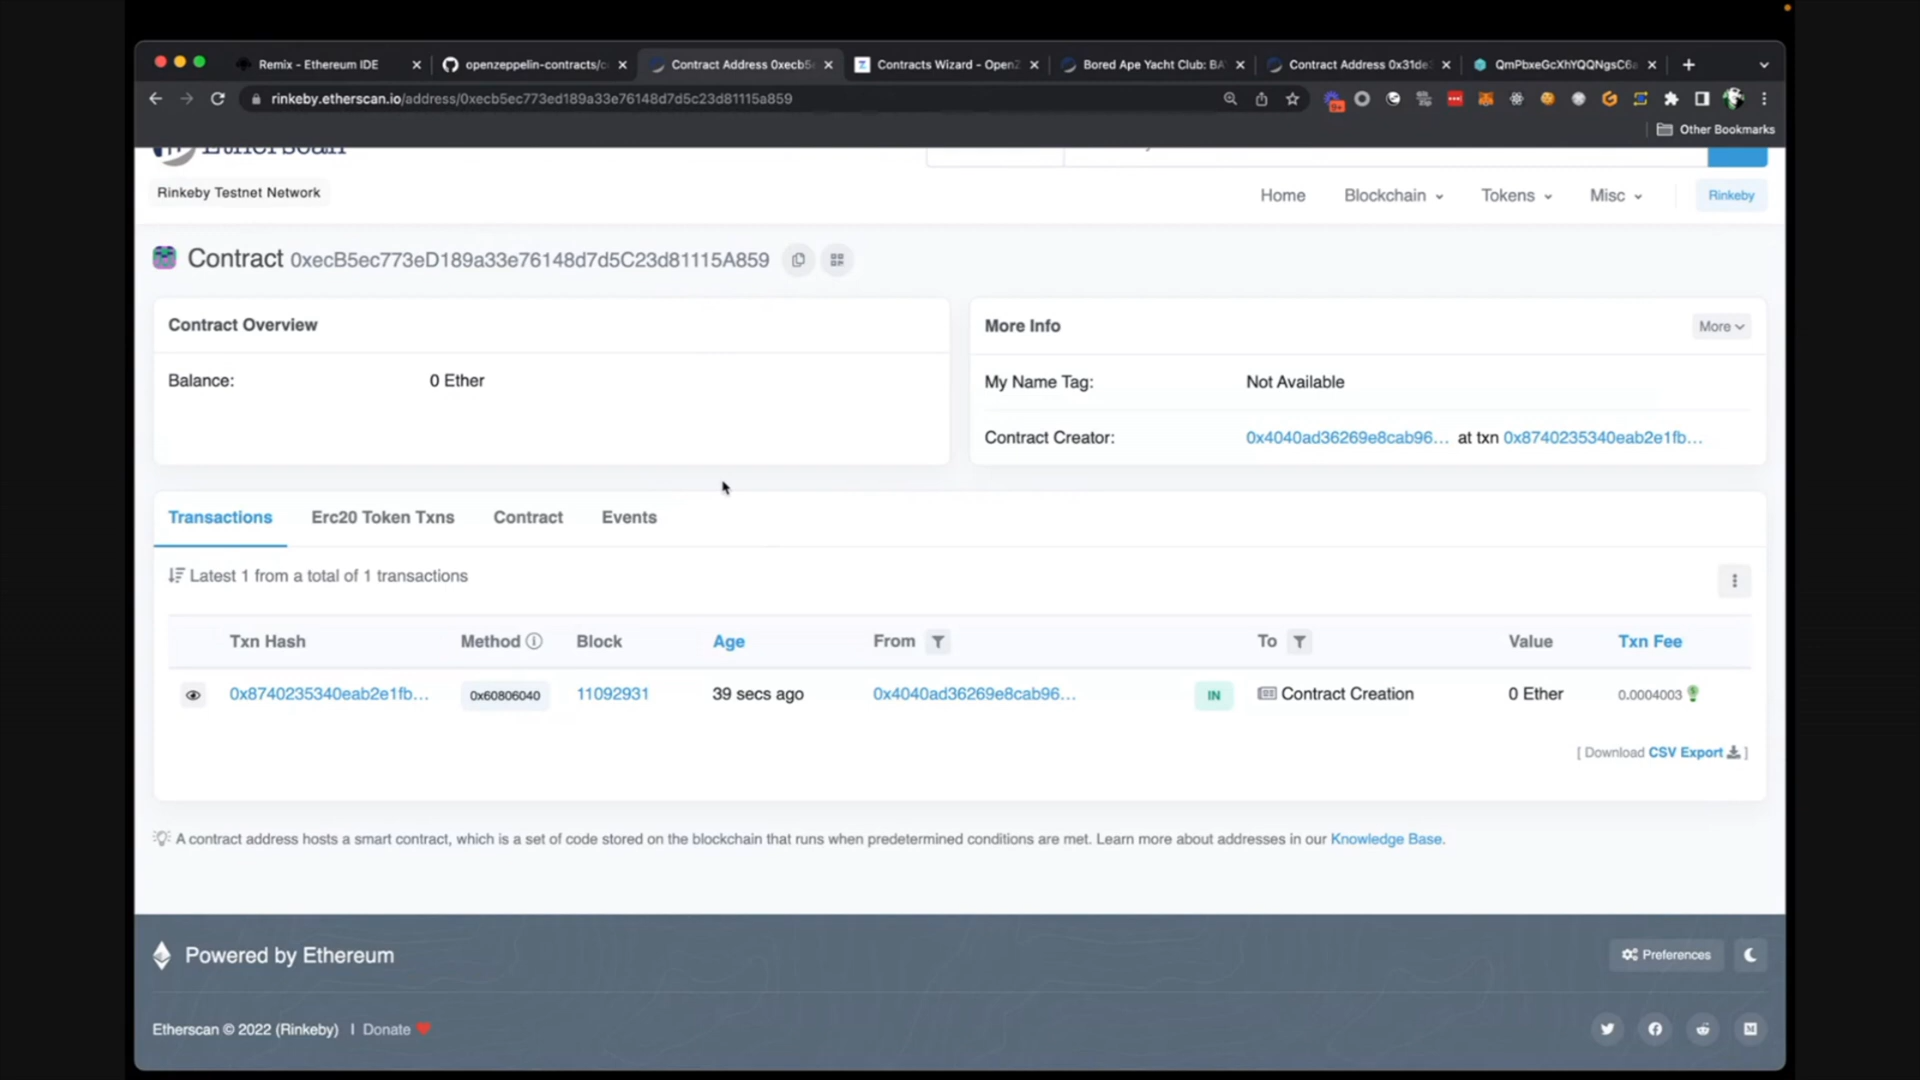 Remix - Ethereum IDE
openzeppelin-contracts/c
Contract Address 0xecb5
Contracts Wizard - OpenZ
Bored Ape Yacht Club: BA
Contract Address 0x31de
QmPbxeGcXhYQQNgsC6
rinkeby.etherscan.io/address/0xecb5ec773ed189a33e76148d7d5c23d81115a859
9+
Other Bookmarks
Etherscan
Rinkeby Testnet Network
Home
Blockchain
Tokens
Misc
Rinkeby
Contract 0xecB5ec773eD189a33e76148d7d5C23d81115A859
Contract Overview
Balance: 0 Ether
More Info
More
My Name Tag: Not Available
Contract Creator: 0x4040ad36269e8cab96... at txn 0x8740235340eab2e1fb...
Transactions
Erc20 Token Txns
Contract
Events
Latest 1 from a total of 1 transactions
Txn Hash Method Block Age From To Value Txn Fee
0x8740235340eab2e1fb... 0x60806040 11092931 39 secs ago 0x4040ad36269e8cab96... IN Contract Creation 0 Ether 0.0004003
[ Download CSV Export ]
A contract address hosts a smart contract, which is a set of code stored on the blockchain that runs when predetermined conditions are met. Learn more about addresses in our Knowledge Base.
Powered by Ethereum
Preferences
Etherscan © 2022 (Rinkeby) | Donate